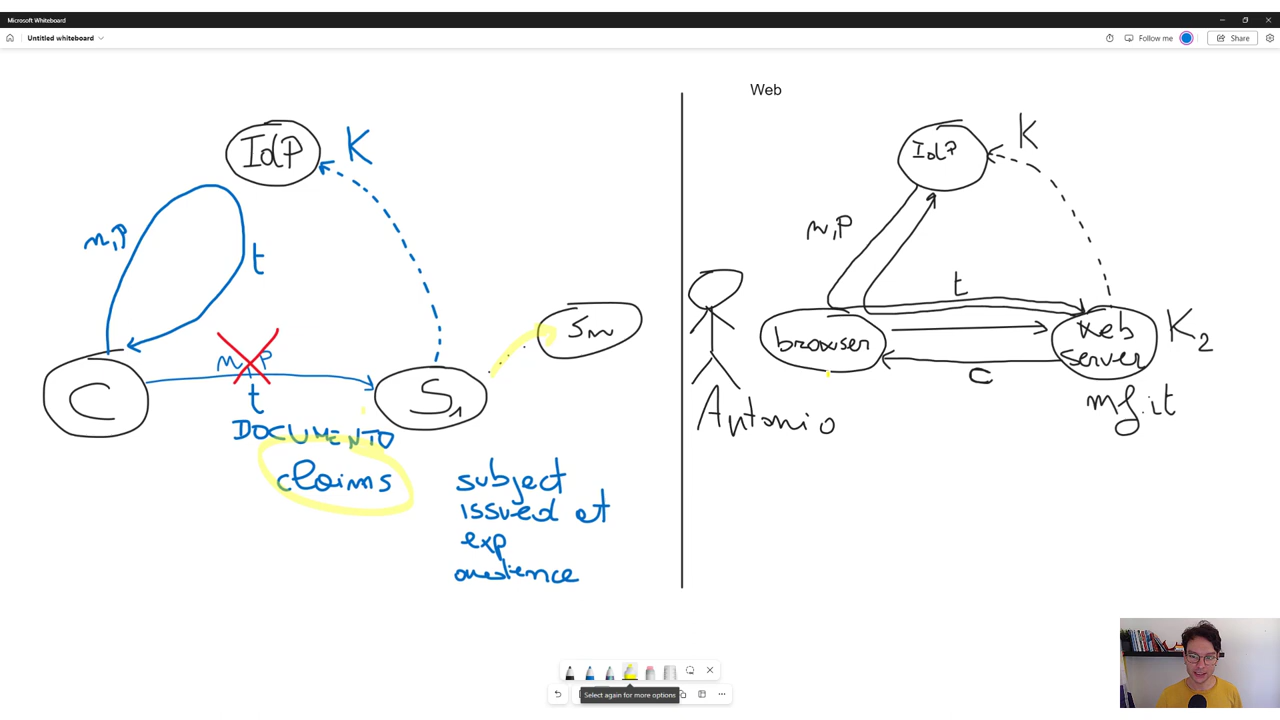 Microsoft Whiteboard
Untitled whiteboard
Follow me
Share
Web
IdP
K
IdP
K
n,P
t
n,P
t
Sn
n,P
t
C
S1
DOCUMENTO
claims
subject
issued at
exp
audience
browser
web
server
K2
C
mf.it
Antonio
Select again for more options